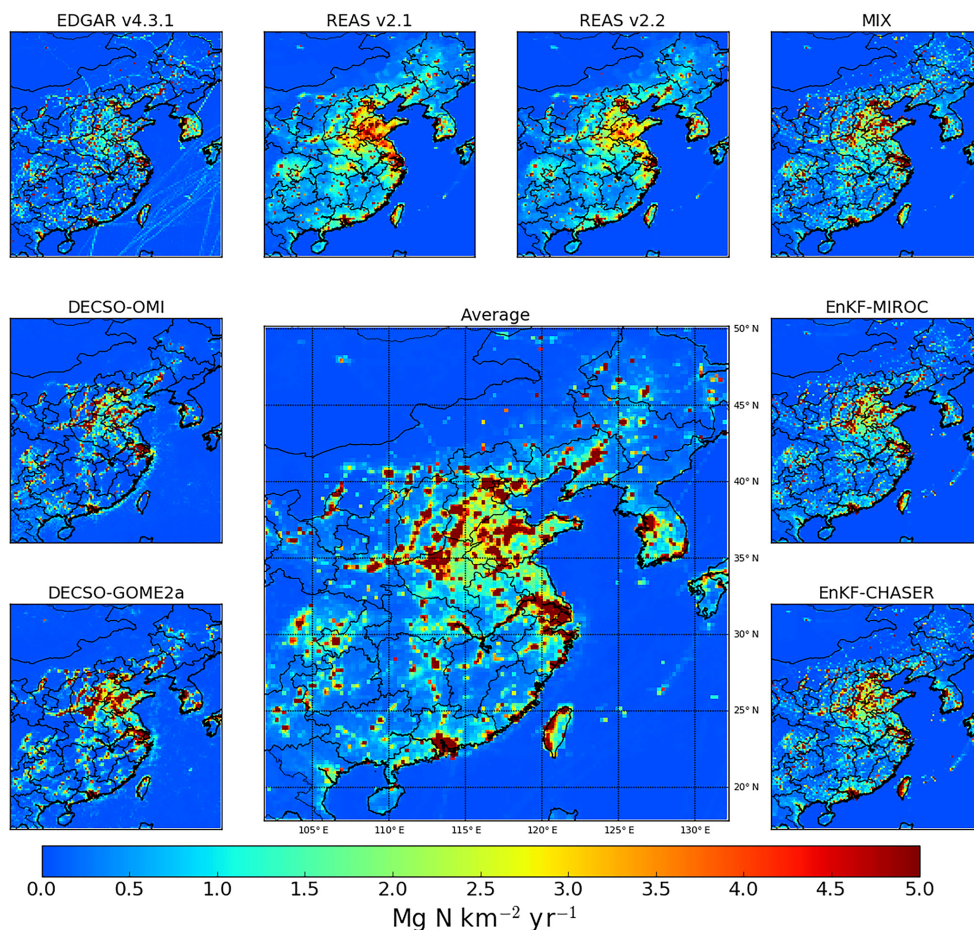 EDGAR v4.3.1
REAS v2.1
REAS v2.2
MIX
DECSO-OMI
Average
EnKF-MIROC
50° N
45° N
40° N
35° N
30° N
25° N
20° N
DECSO-GOME2a
EnKF-CHASER
105° E 110° E 115° E 120° E 125° E 130° E
0.0 0.5 1.0 1.5 2.0 2.5 3.0 3.5 4.0 4.5 5.0
Mg N km⁻² yr⁻¹